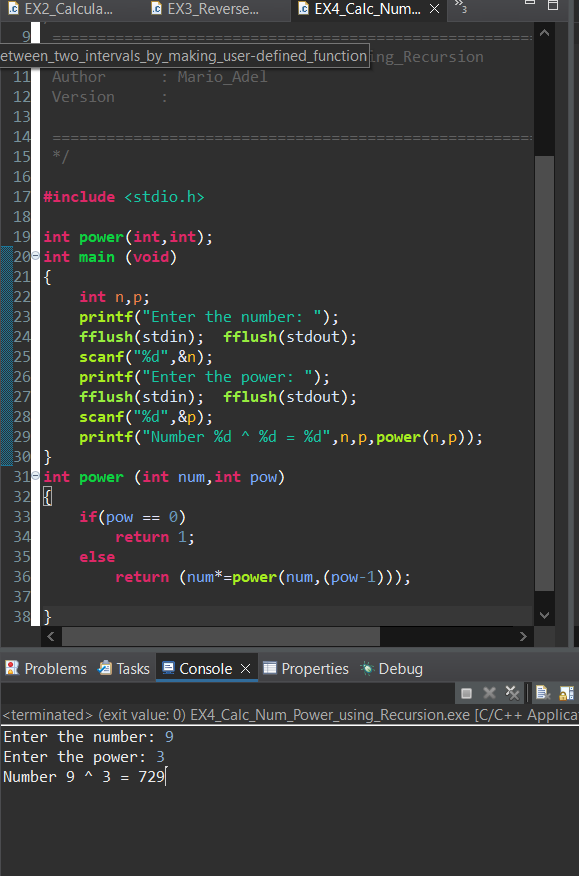 EX2_Calcula... EX3_Reverse... EX4_Calc_Num... 3
9 =====================================================
etween_two_intervals_by_making_user-defined_function ing_Recursion
11 Author : Mario_Adel
12 Version :
13
14 =====================================================
15 */
16
17 #include <stdio.h>
18
19 int power(int,int);
20 int main (void)
21 {
22 int n,p;
23 printf("Enter the number: ");
24 fflush(stdin); fflush(stdout);
25 scanf("%d",&n);
26 printf("Enter the power: ");
27 fflush(stdin); fflush(stdout);
28 scanf("%d",&p);
29 printf("Number %d ^ %d = %d",n,p,power(n,p));
30 }
31 int power (int num,int pow)
32 {
33 if(pow == 0)
34 return 1;
35 else
36 return (num*=power(num,(pow-1)));
37
38 }
Problems Tasks Console Properties Debug
<terminated> (exit value: 0) EX4_Calc_Num_Power_using_Recursion.exe [C/C++ Applica
Enter the number: 9
Enter the power: 3
Number 9 ^ 3 = 729